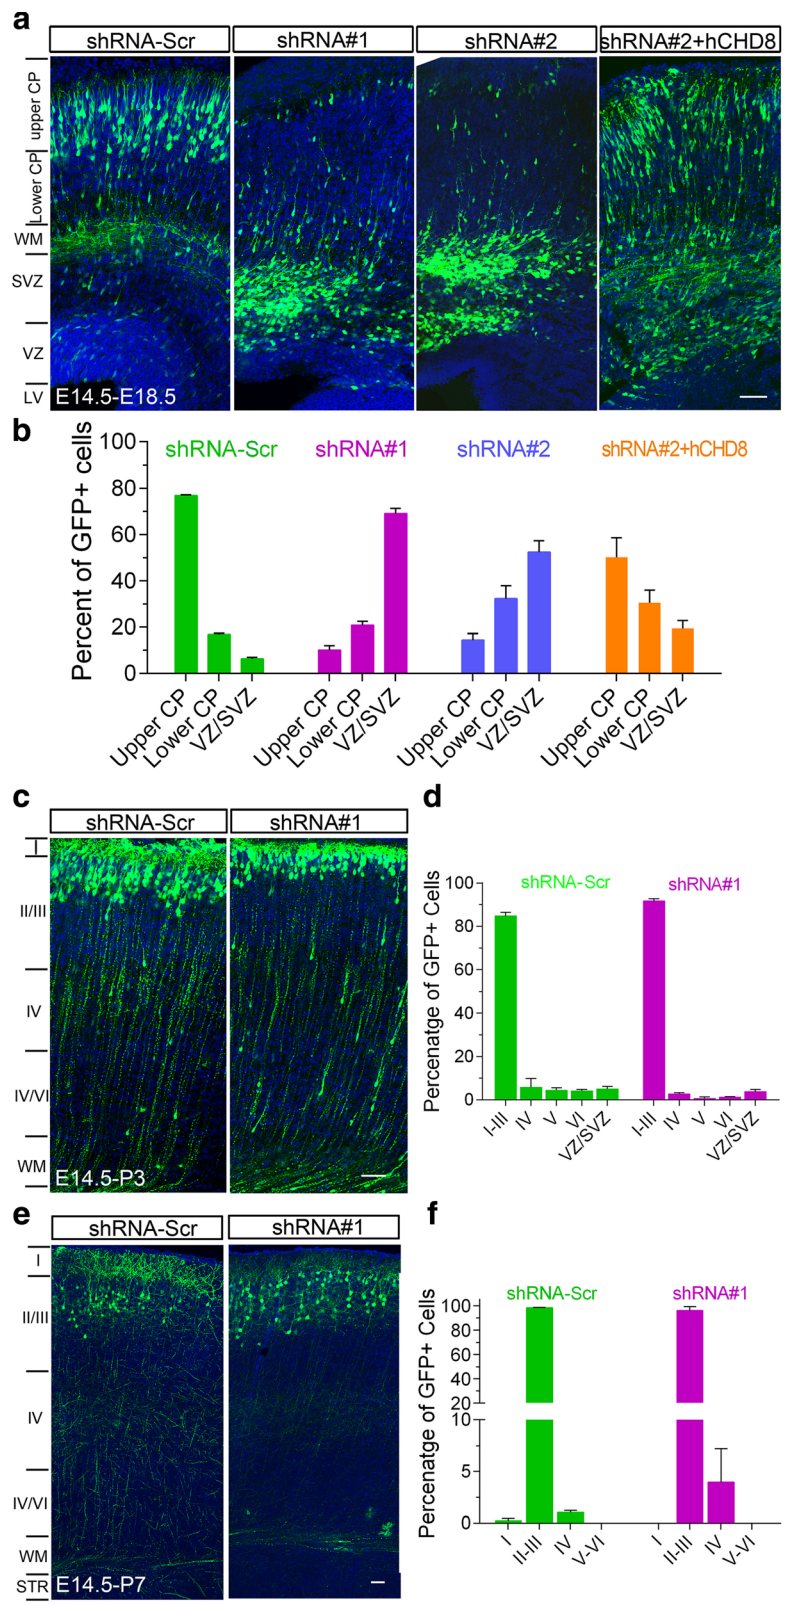 a
shRNA-Scr shRNA#1 shRNA#2 shRNA#2+hCHD8
upper CP
Lower CP
WM
SVZ
VZ
LV
E14.5-E18.5
b
Percent of GFP+ cells
100
80
60
40
20
0
shRNA-Scr shRNA#1 shRNA#2 shRNA#2+hCHD8
Upper CP Lower CP VZ/SVZ Upper CP Lower CP VZ/SVZ Upper CP Lower CP VZ/SVZ Upper CP Lower CP VZ/SVZ
c
shRNA-Scr shRNA#1
I
II/III
IV
IV/VI
WM
E14.5-P3
d
Percenatge of GFP+ Cells
100
80
60
40
20
0
shRNA-Scr shRNA#1
I-III IV V VI VZ/SVZ I-III IV V VI VZ/SVZ
e
shRNA-Scr shRNA#1
I
II/III
IV
IV/VI
WM
STR
E14.5-P7
f
Percenatge of GFP+ Cells
shRNA-Scr shRNA#1
100
80
60
40
20
10
5
0
I II-III IV V-VI I II-III IV V-VI